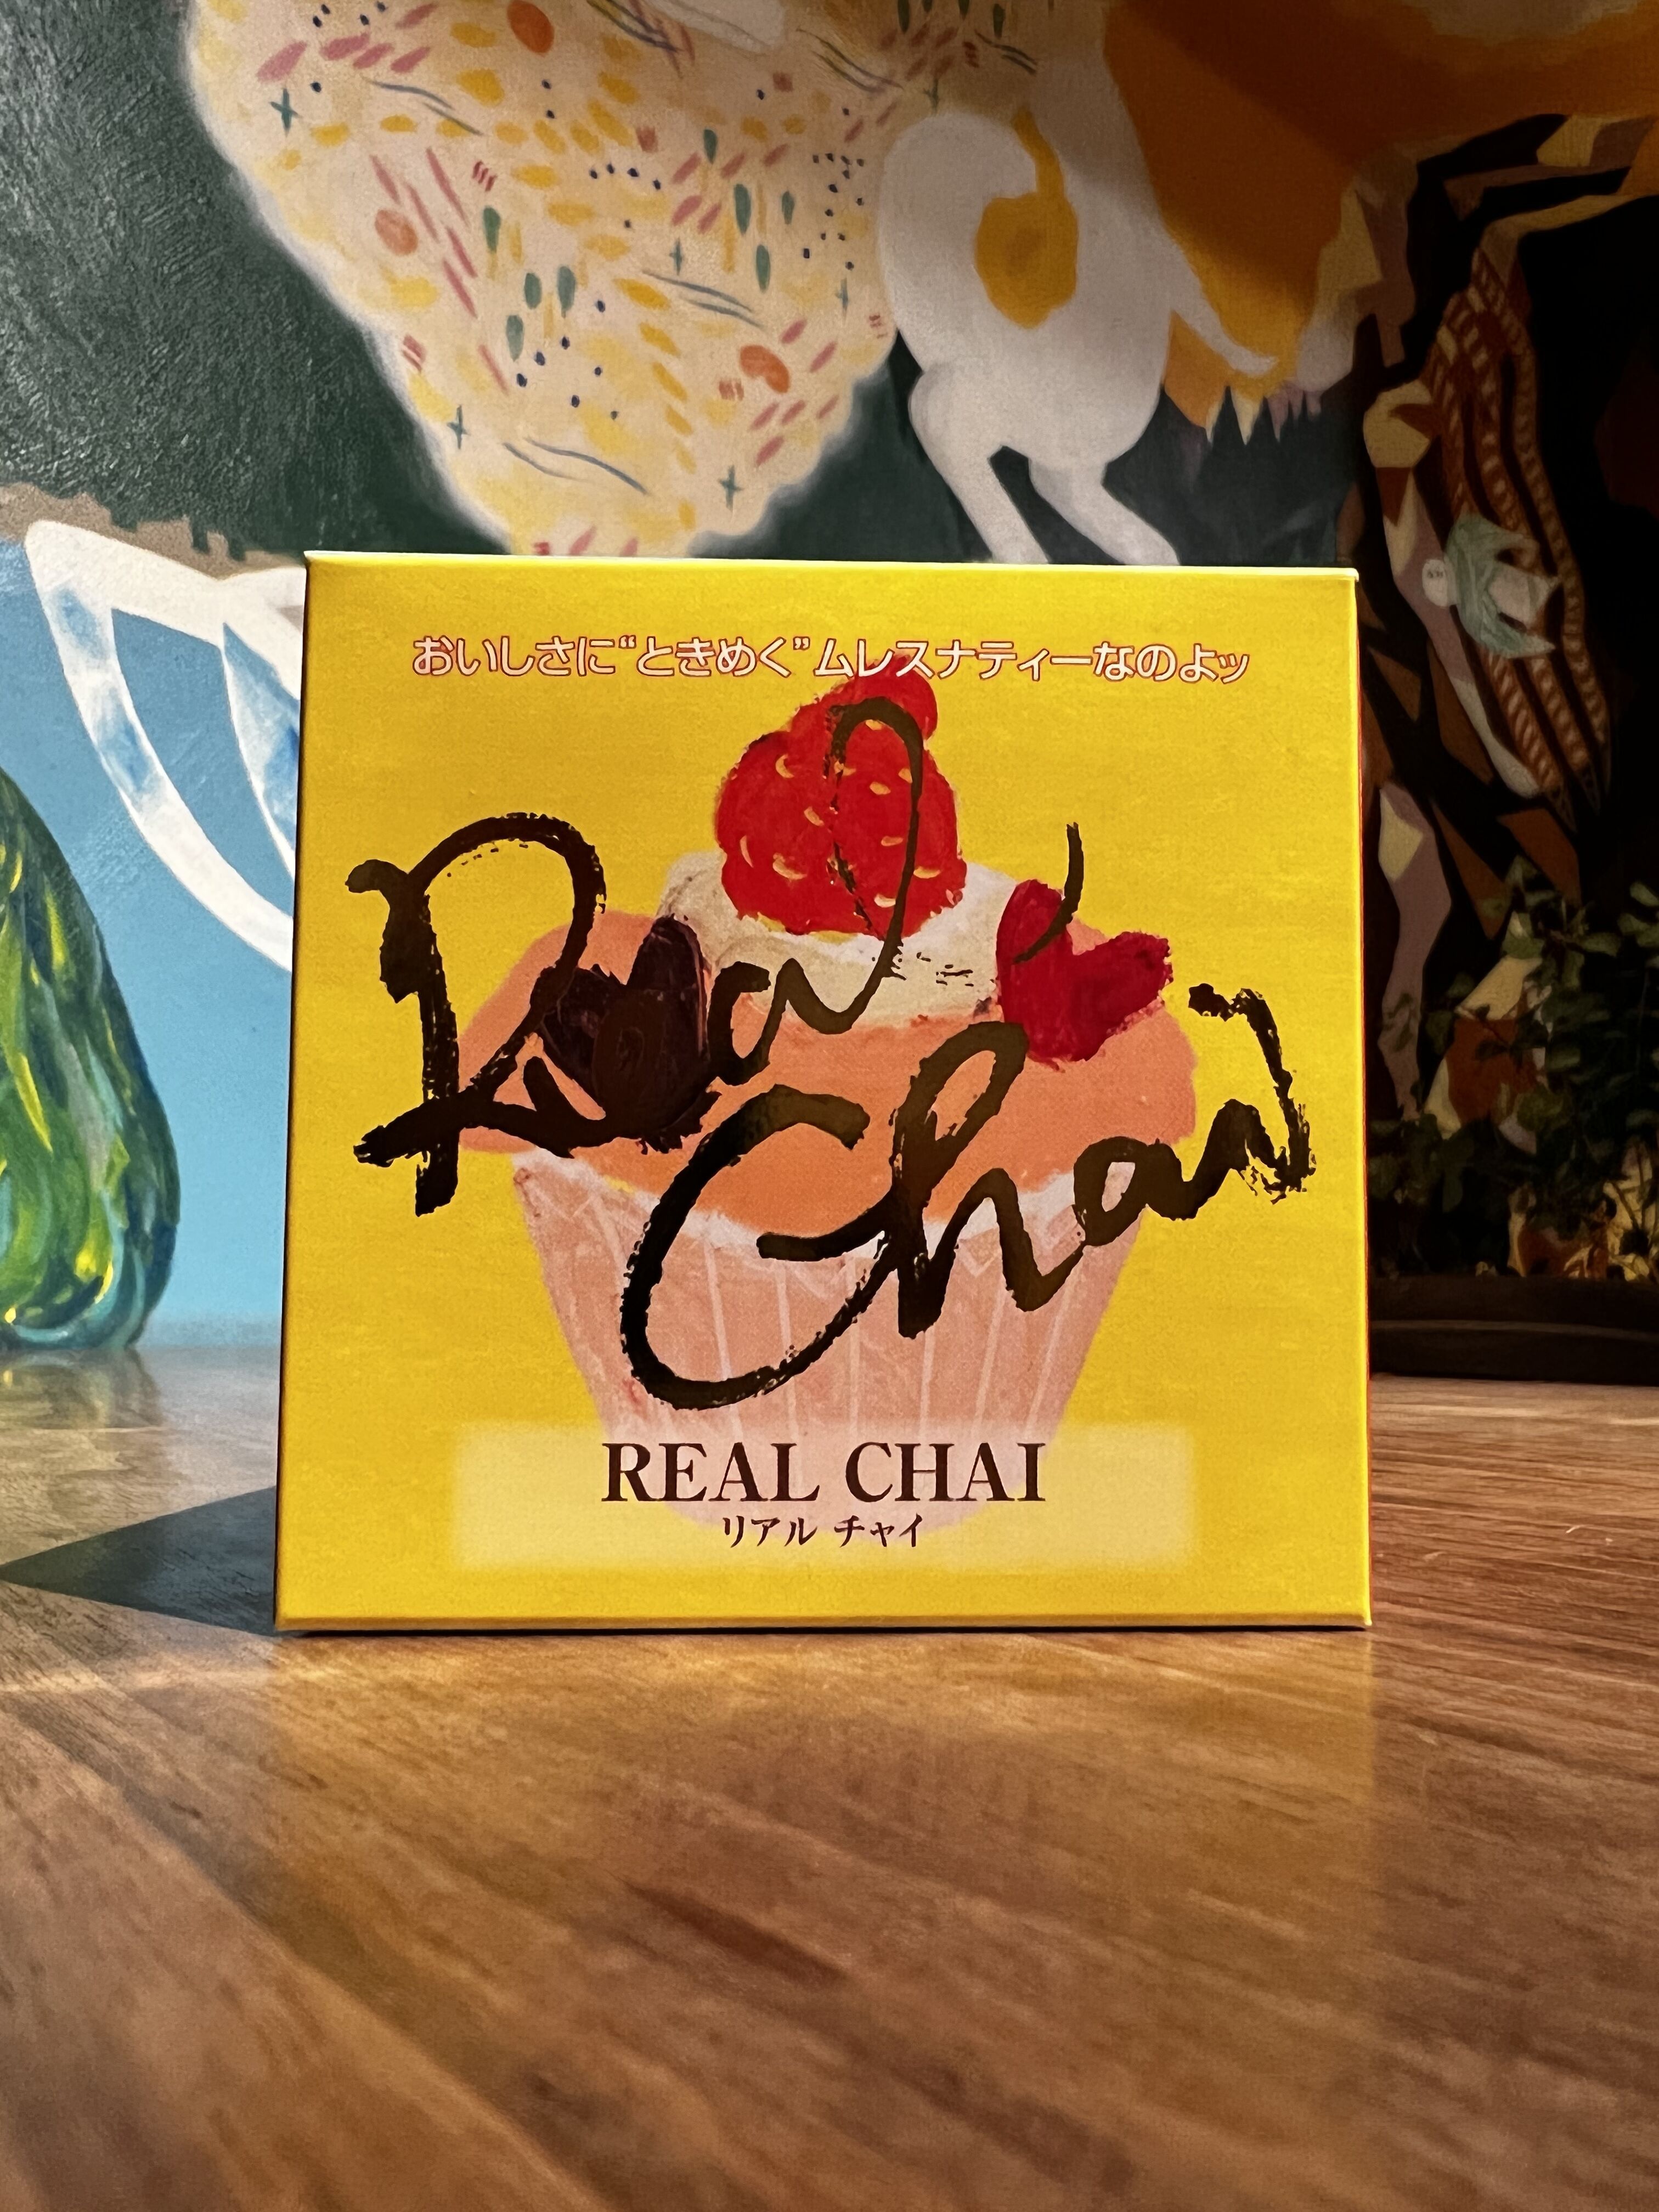 おいしさに“ときめく”ムレスナティーなのよッ
Real
Chai
REAL CHAI
リアル チャイ